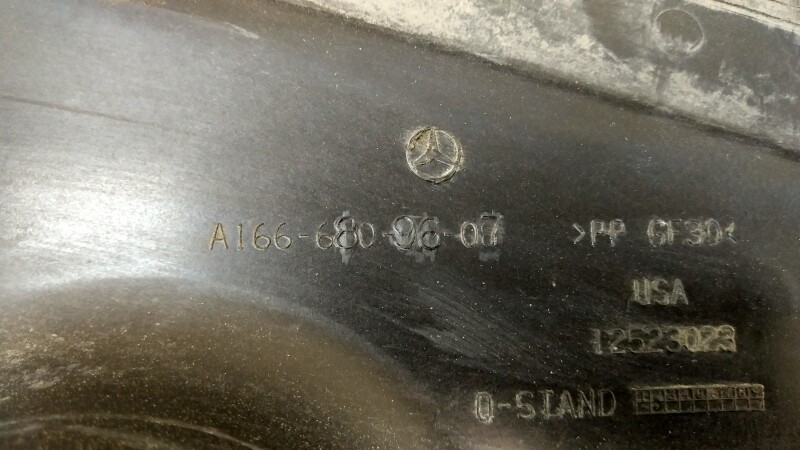 A166-680-96-07
>PP GF30<
USA
12523023
Q-STAND